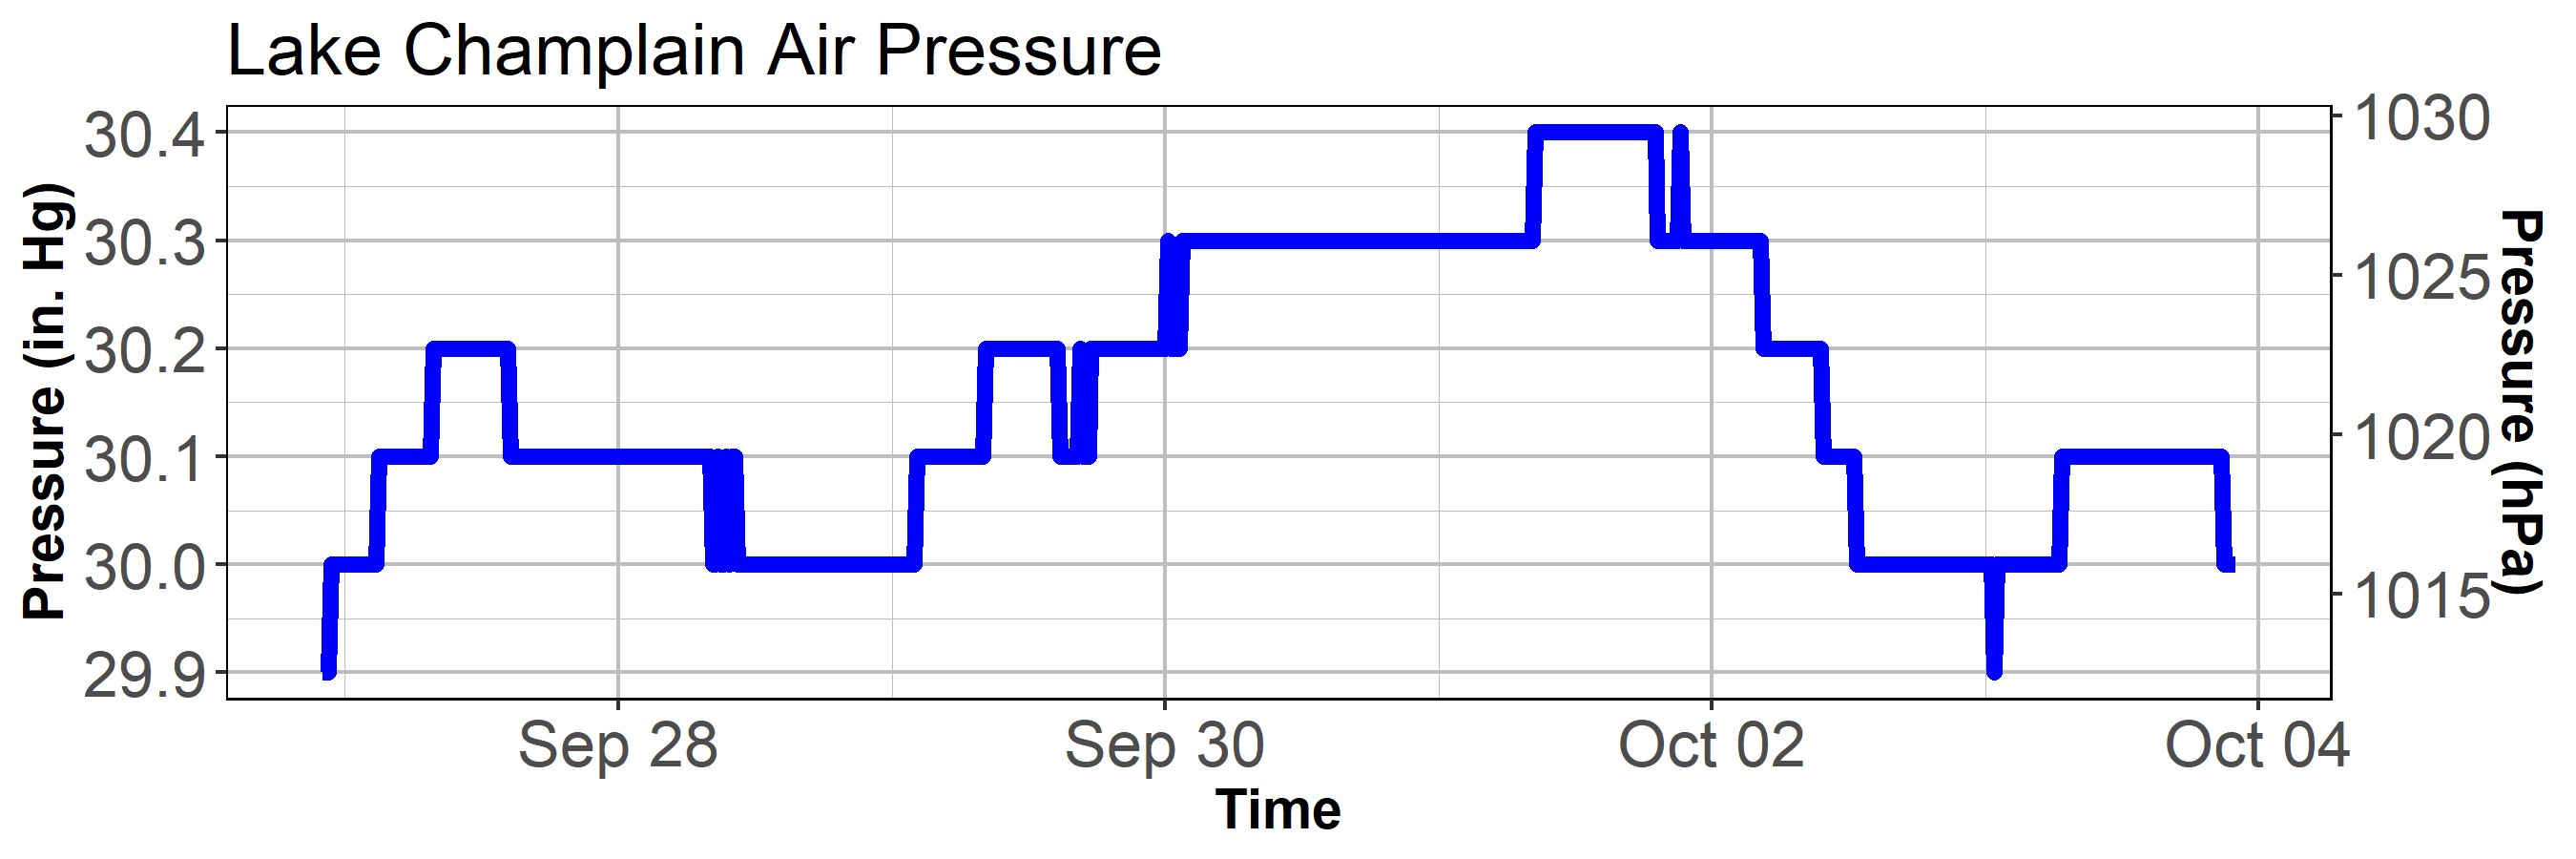 Lake Champlain Air Pressure
Pressure (in. Hg)
30.4
30.3
30.2
30.1
30.0
29.9
1030
1025
1020
1015
Pressure (hPa)
Sep 28 Sep 30 Oct 02 Oct 04
Time